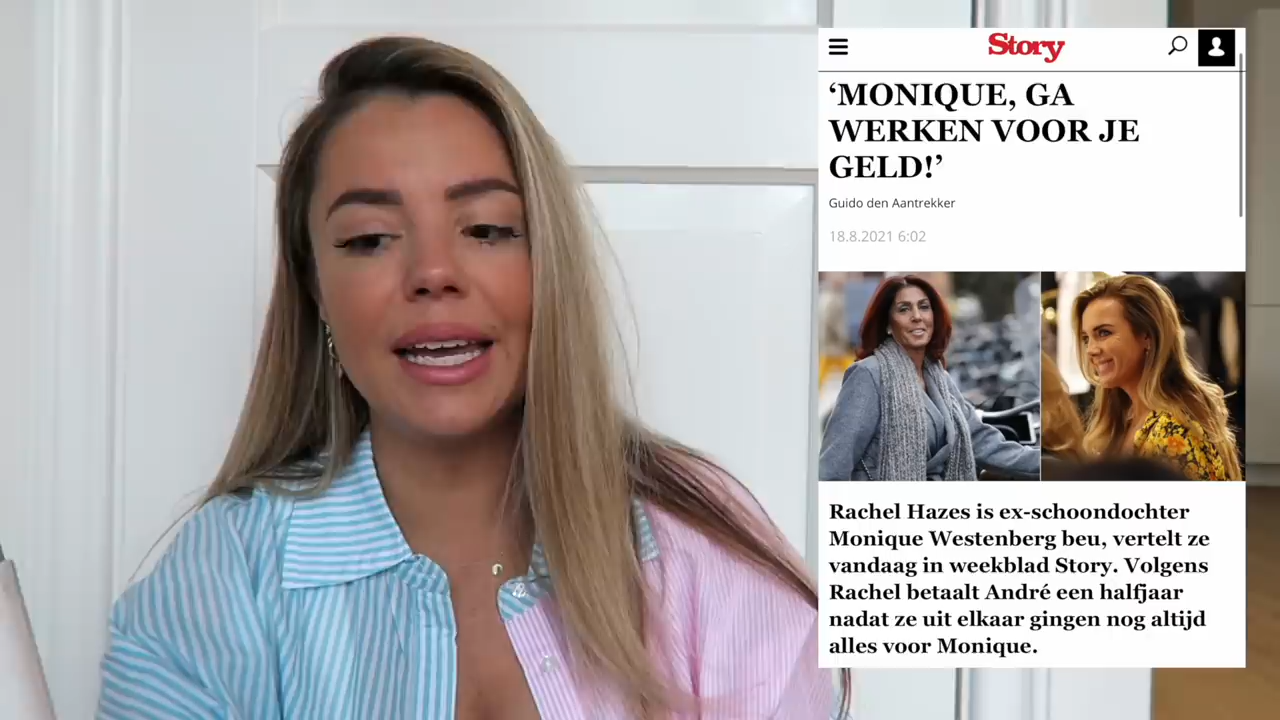 Story
‘MONIQUE, GA
WERKEN VOOR JE
GELD!’
Guido den Aantrekker
18.8.2021 6:02
Rachel Hazes is ex-schoondochter
Monique Westenberg beu, vertelt ze
vandaag in weekblad Story. Volgens
Rachel betaalt André een halfjaar
nadat ze uit elkaar gingen nog altijd
alles voor Monique.